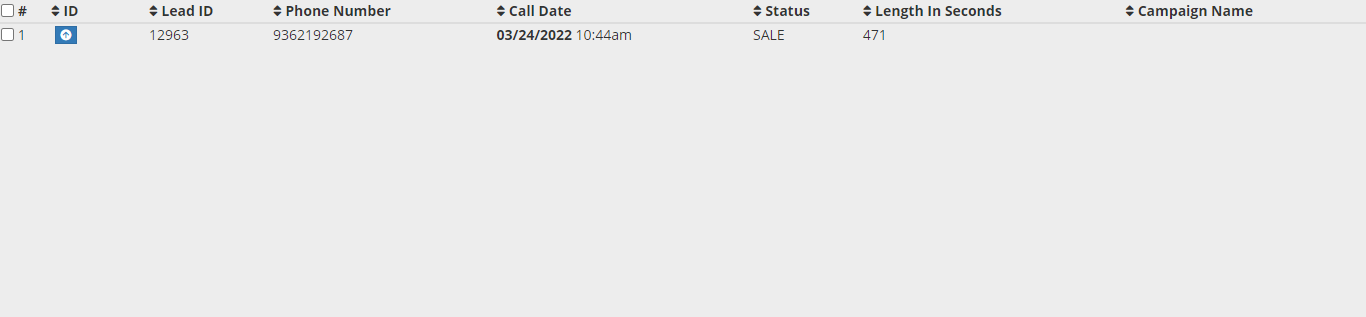 # ID Lead ID Phone Number Call Date Status Length In Seconds Campaign Name
1 12963 9362192687 03/24/2022 10:44am SALE 471